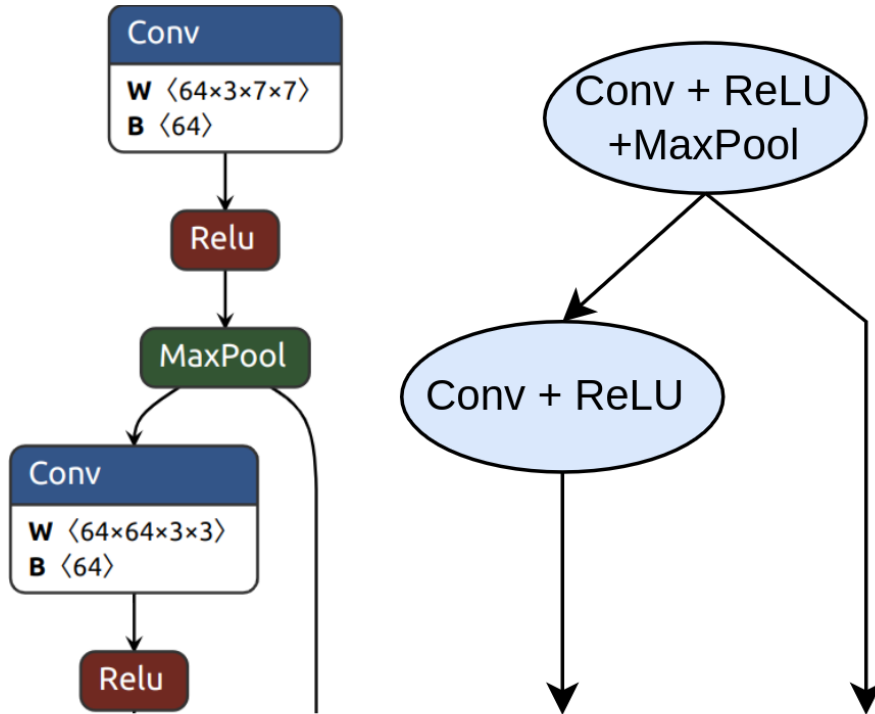 Conv
W ⟨64×3×7×7⟩
B ⟨64⟩
Relu
MaxPool
Conv
W ⟨64×64×3×3⟩
B ⟨64⟩
Relu
Conv + ReLU
+MaxPool
Conv + ReLU